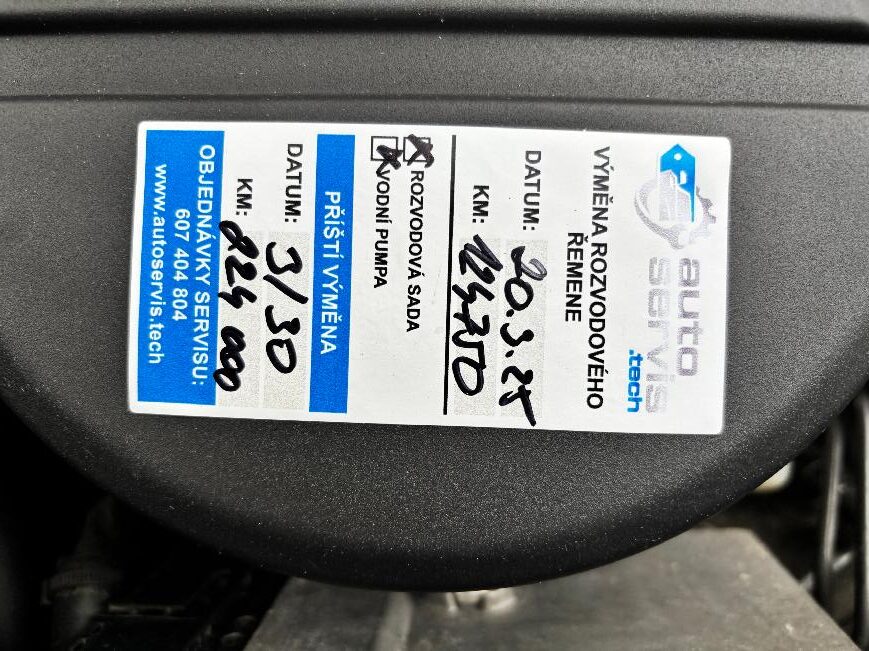 auto
servis
.tech
VÝMĚNA ROZVODOVÉHO
ŘEMENE
DATUM: 20.3.25
KM: 124750
ROZVODOVÁ SADA
VODNÍ PUMPA
PŘÍŠTÍ VÝMĚNA
DATUM: 3/30
KM: 224 000
OBJEDNÁVKY SERVISU:
607 404 804
www.autoservis.tech